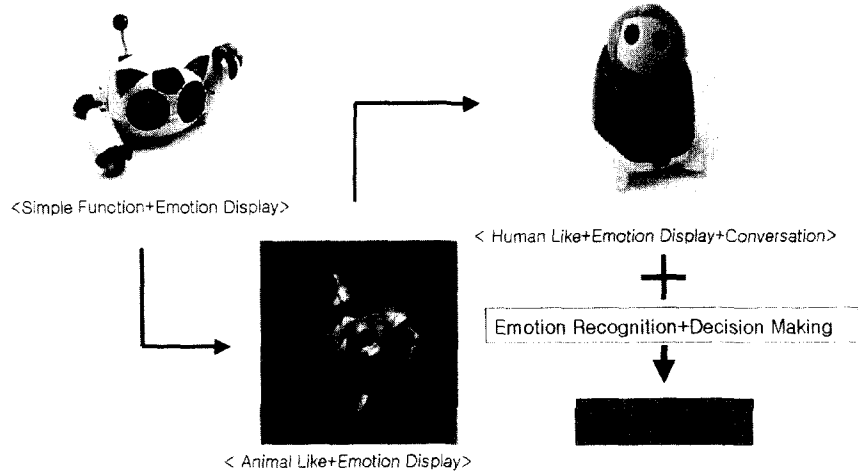 <Simple Function+Emotion Display>
< Human Like+Emotion Display+Conversation>
Emotion Recognition+Decision Making
< Animal Like+Emotion Display>